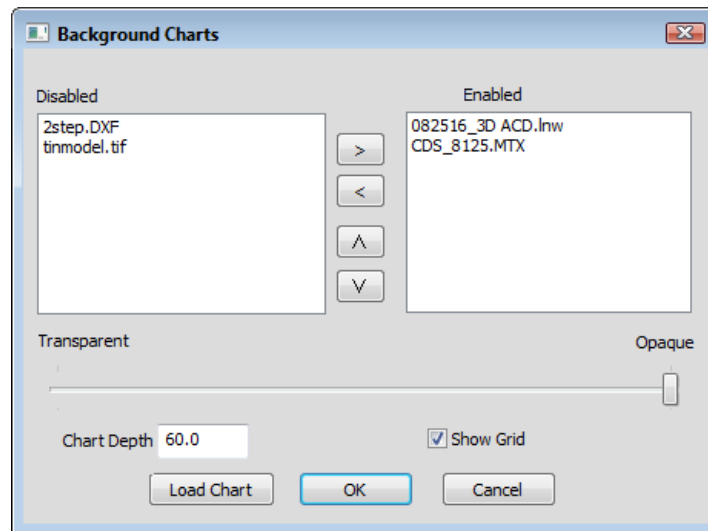 Background Charts
Disabled
Enabled
2step.DXF
tinmodel.tif
082516_3D ACD.lnw
CDS_8125.MTX
>
<
Λ
V
Transparent
Opaque
Chart Depth 60.0
Show Grid
Load Chart
OK
Cancel